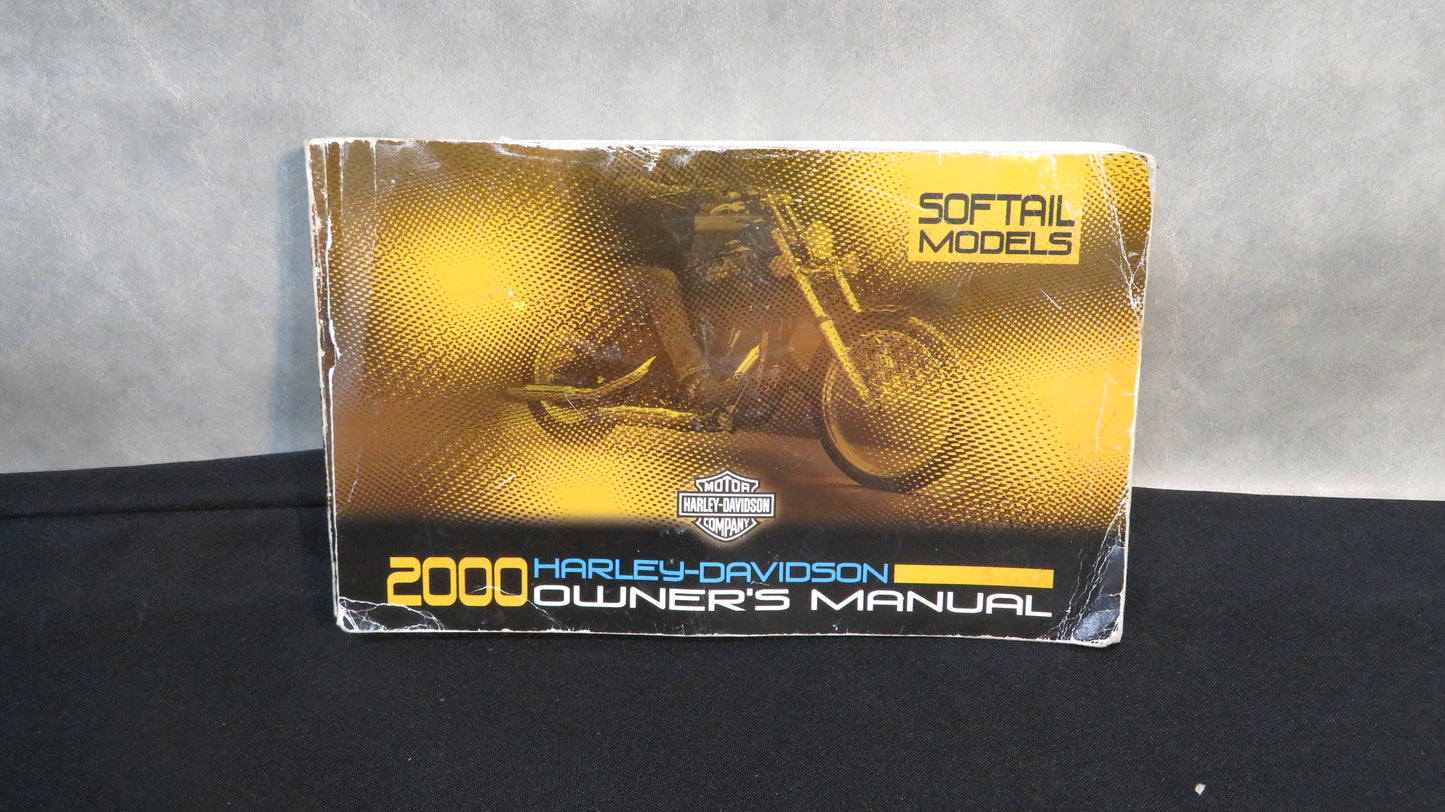 SOFTAIL
MODELS
MOTOR
HARLEY-DAVIDSON
COMPANY
2000 HARLEY-DAVIDSON
OWNER'S MANUAL